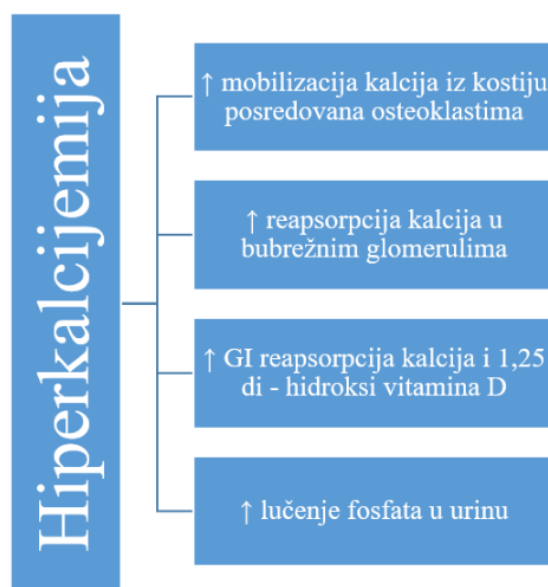 Hiperkalcijemija
↑ mobilizacija kalcija iz kostiju
posredovana osteoklastima
↑ reapsorpcija kalcija u
bubrežnim glomerulima
↑ GI reapsorpcija kalcija i 1,25
di - hidroksi vitamina D
↑ lučenje fosfata u urinu